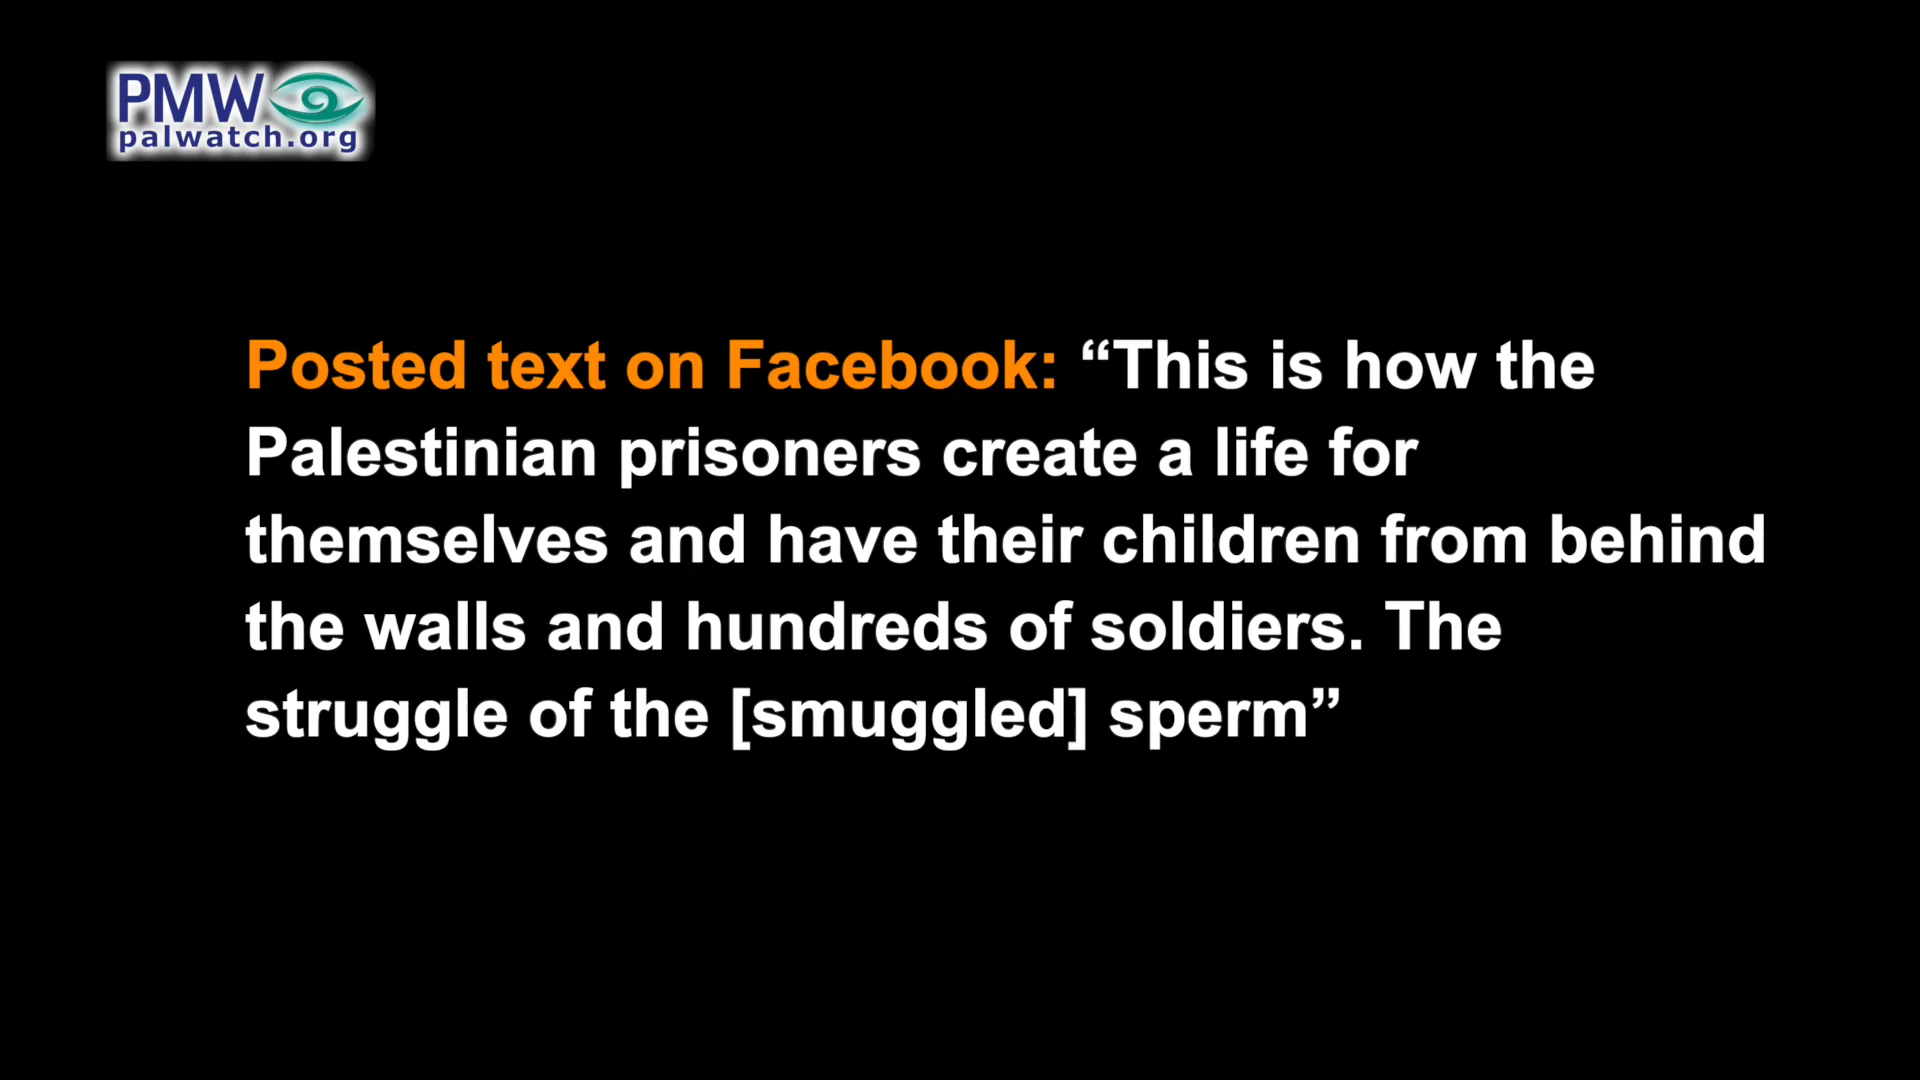 PMW
palwatch.org
Posted text on Facebook: “This is how the
Palestinian prisoners create a life for
themselves and have their children from behind
the walls and hundreds of soldiers. The
struggle of the [smuggled] sperm”